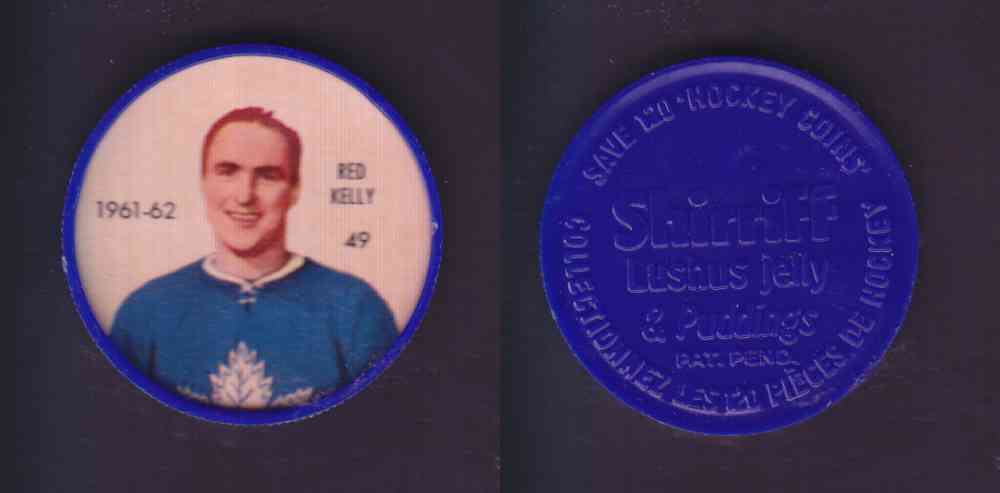 1961-62
RED
KELLY
49
SAVE 120 "HOCKEY COINS"
Shirriff
Lushus jelly
& Puddings
PAT. PEND.
COLLECTIONNEZ LES 120 PIÈCES DE HOCKEY